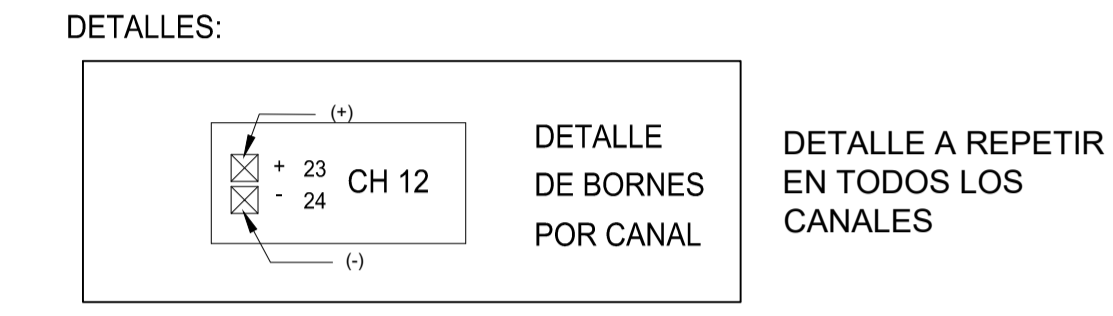 DETALLES:
(+)
+ 23
- 24
CH 12
(-)
DETALLE
DE BORNES
POR CANAL
DETALLE A REPETIR
EN TODOS LOS
CANALES